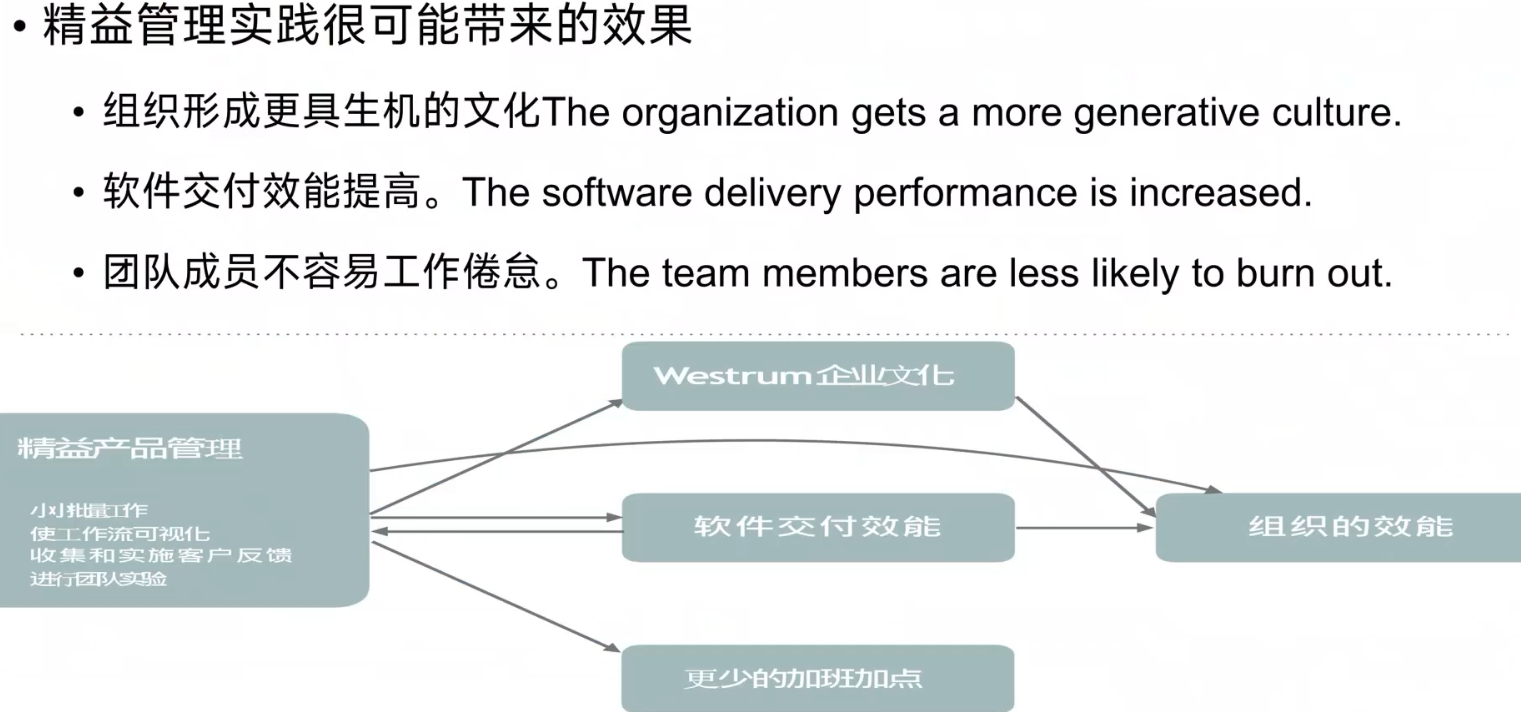 • 精益管理实践很可能带来的效果
• 组织形成更具生机的文化The organization gets a more generative culture.
• 软件交付效能提高。The software delivery performance is increased.
• 团队成员不容易工作倦怠。The team members are less likely to burn out.
Westrum企业文化
精益产品管理
小批量工作
使工作流可视化
收集和实施客户反馈
进行团队实验
软件交付效能
组织的效能
更少的加班加点